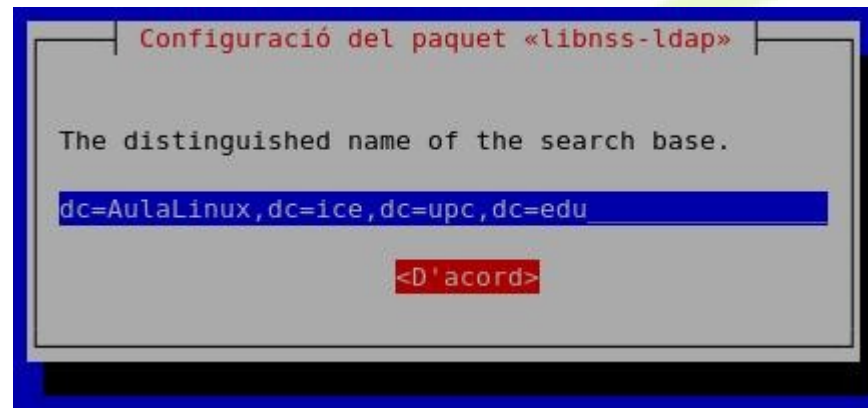 Configuració del paquet «libnss-ldap»
The distinguished name of the search base.
dc=AulaLinux,dc=ice,dc=upc,dc=edu
<D'acord>